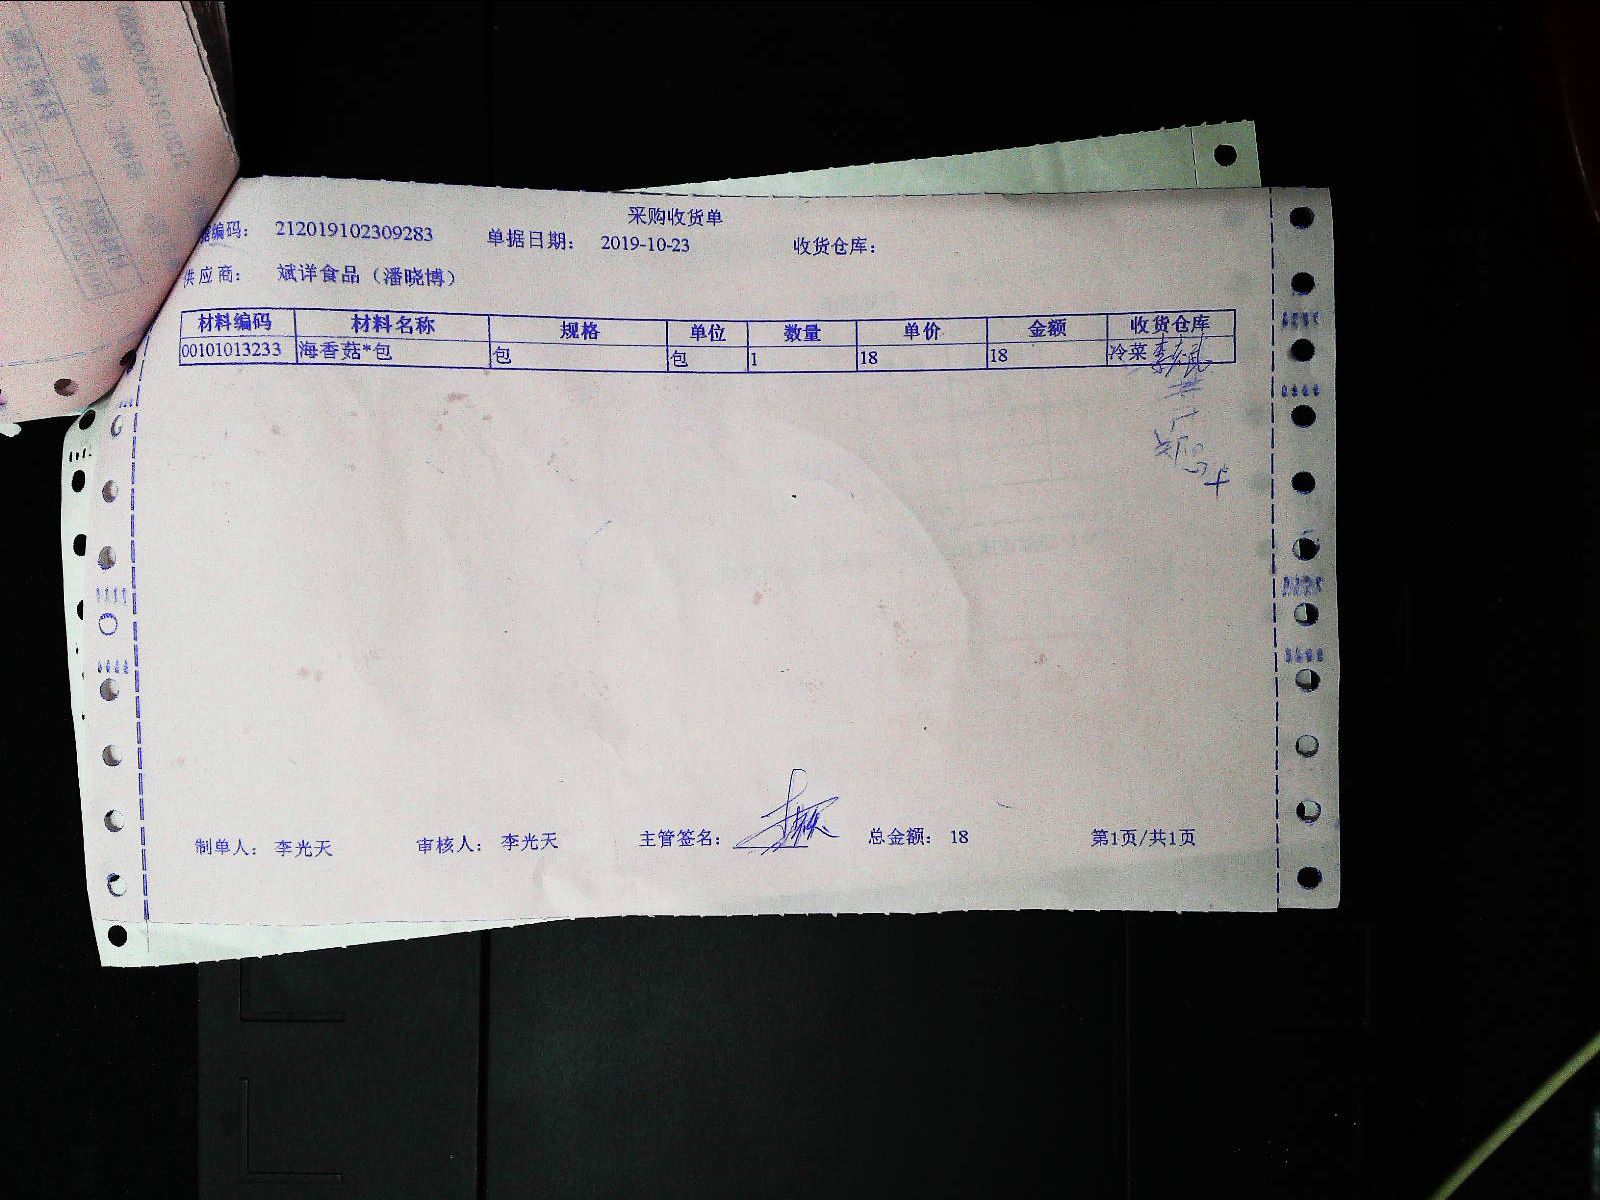 采购收货单
据编码： 212019102309283 单据日期： 2019-10-23 收货仓库：
供应商： 斌详食品（潘晓博）
材料编码 材料名称 规格 单位 数量 单价 金额 收货仓库
00101013233 海香菇*包 包 包 1 18 18 冷菜
制单人： 李光天 审核人： 李光天 主管签名： 总金额： 18 第1页/共1页